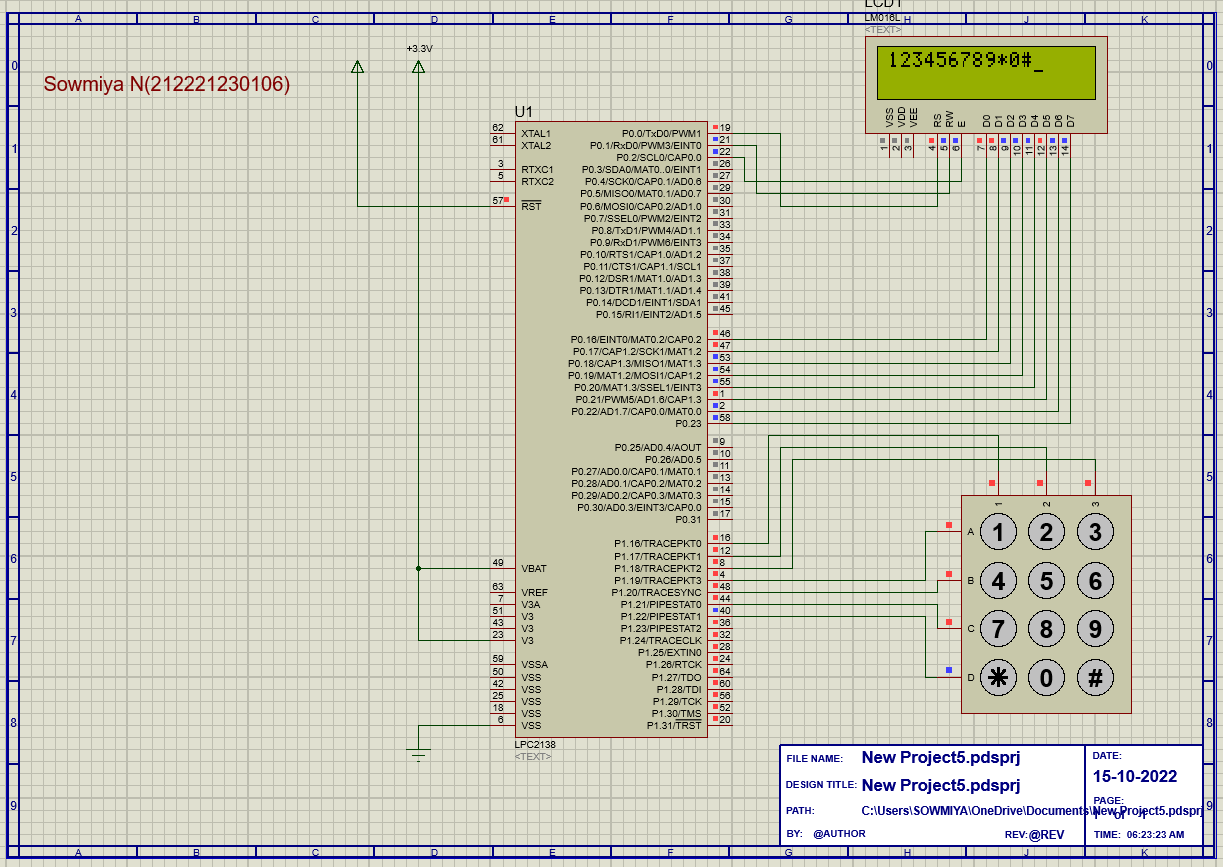 A B C D E F G H J K
LCD1
LM016L
<TEXT>
+3.3V
Sowmiya N(212221230106)
123456789*0#_
VSS VDD VEE RS RW E D0 D1 D2 D3 D4 D5 D6 D7
1 2 3 4 5 6 7 8 9 10 11 12 13 14
U1
62 XTAL1 P0.0/TxD0/PWM1 19
61 XTAL2 P0.1/RxD0/PWM3/EINT0 21
P0.2/SCL0/CAP0.0 22
3 RTXC1 P0.3/SDA0/MAT0..0/EINT1 26
5 RTXC2 P0.4/SCK0/CAP0.1/AD0.6 27
P0.5/MISO0/MAT0.1/AD0.7 29
57 RST P0.6/MOSI0/CAP0.2/AD1.0 30
P0.7/SSEL0/PWM2/EINT2 31
P0.8/TxD1/PWM4/AD1.1 33
P0.9/RxD1/PWM6/EINT3 34
P0.10/RTS1/CAP1.0/AD1.2 35
P0.11/CTS1/CAP1.1/SCL1 37
P0.12/DSR1/MAT1.0/AD1.3 38
P0.13/DTR1/MAT1.1/AD1.4 39
P0.14/DCD1/EINT1/SDA1 41
P0.15/RI1/EINT2/AD1.5 45
P0.16/EINT0/MAT0.2/CAP0.2 46
P0.17/CAP1.2/SCK1/MAT1.2 47
P0.18/CAP1.3/MISO1/MAT1.3 53
P0.19/MAT1.2/MOSI1/CAP1.2 54
P0.20/MAT1.3/SSEL1/EINT3 55
P0.21/PWM5/AD1.6/CAP1.3 1
P0.22/AD1.7/CAP0.0/MAT0.0 2
P0.23 58
P0.25/AD0.4/AOUT 9
P0.26/AD0.5 10
P0.27/AD0.0/CAP0.1/MAT0.1 11
P0.28/AD0.1/CAP0.2/MAT0.2 13
P0.29/AD0.2/CAP0.3/MAT0.3 14
P0.30/AD0.3/EINT3/CAP0.0 15
P0.31 17
P1.16/TRACEPKT0 16
P1.17/TRACEPKT1 12
49 VBAT P1.18/TRACEPKT2 8
P1.19/TRACEPKT3 4
63 VREF P1.20/TRACESYNC 48
7 V3A P1.21/PIPESTAT0 44
51 V3 P1.22/PIPESTAT1 40
43 V3 P1.23/PIPESTAT2 36
23 V3 P1.24/TRACECLK 32
P1.25/EXTIN0 28
59 VSSA P1.26/RTCK 24
50 VSS P1.27/TDO 64
42 VSS P1.28/TDI 60
25 VSS P1.29/TCK 56
18 VSS P1.30/TMS 52
6 VSS P1.31/TRST 20
LPC2138
<TEXT>
1 2 3
A 1 2 3
B 4 5 6
C 7 8 9
D * 0 #
0 0
1 1
2 2
3 3
4 4
5 5
6 6
7 7
8 8
9 9
FILE NAME: New Project5.pdsprj
DESIGN TITLE: New Project5.pdsprj
PATH: C:\Users\SOWMIYA\OneDrive\Documents\New Project5.pdsprj
BY: @AUTHOR REV:@REV
DATE:
15-10-2022
PAGE:
TIME: 06:23:23 AM
A B C D E F G H J K